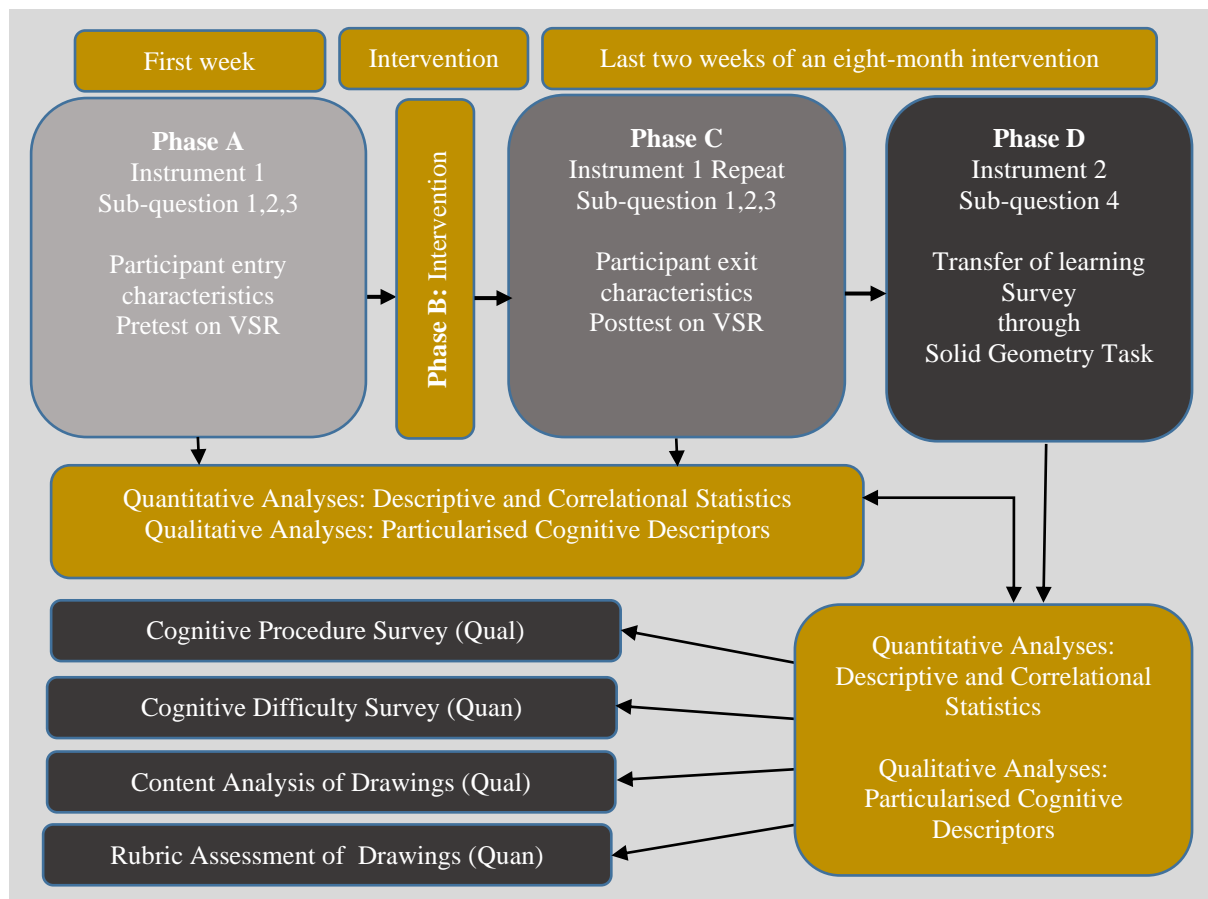 First week
Intervention
Last two weeks of an eight-month intervention
Phase A
Instrument 1
Sub-question 1,2,3
Participant entry
characteristics
Pretest on VSR
Phase B: Intervention
Phase C
Instrument 1 Repeat
Sub-question 1,2,3
Participant exit
characteristics
Posttest on VSR
Phase D
Instrument 2
Sub-question 4
Transfer of learning
Survey
through
Solid Geometry Task
Quantitative Analyses: Descriptive and Correlational Statistics
Qualitative Analyses: Particularised Cognitive Descriptors
Cognitive Procedure Survey (Qual)
Cognitive Difficulty Survey (Quan)
Content Analysis of Drawings (Qual)
Rubric Assessment of Drawings (Quan)
Quantitative Analyses:
Descriptive and Correlational
Statistics
Qualitative Analyses:
Particularised Cognitive
Descriptors